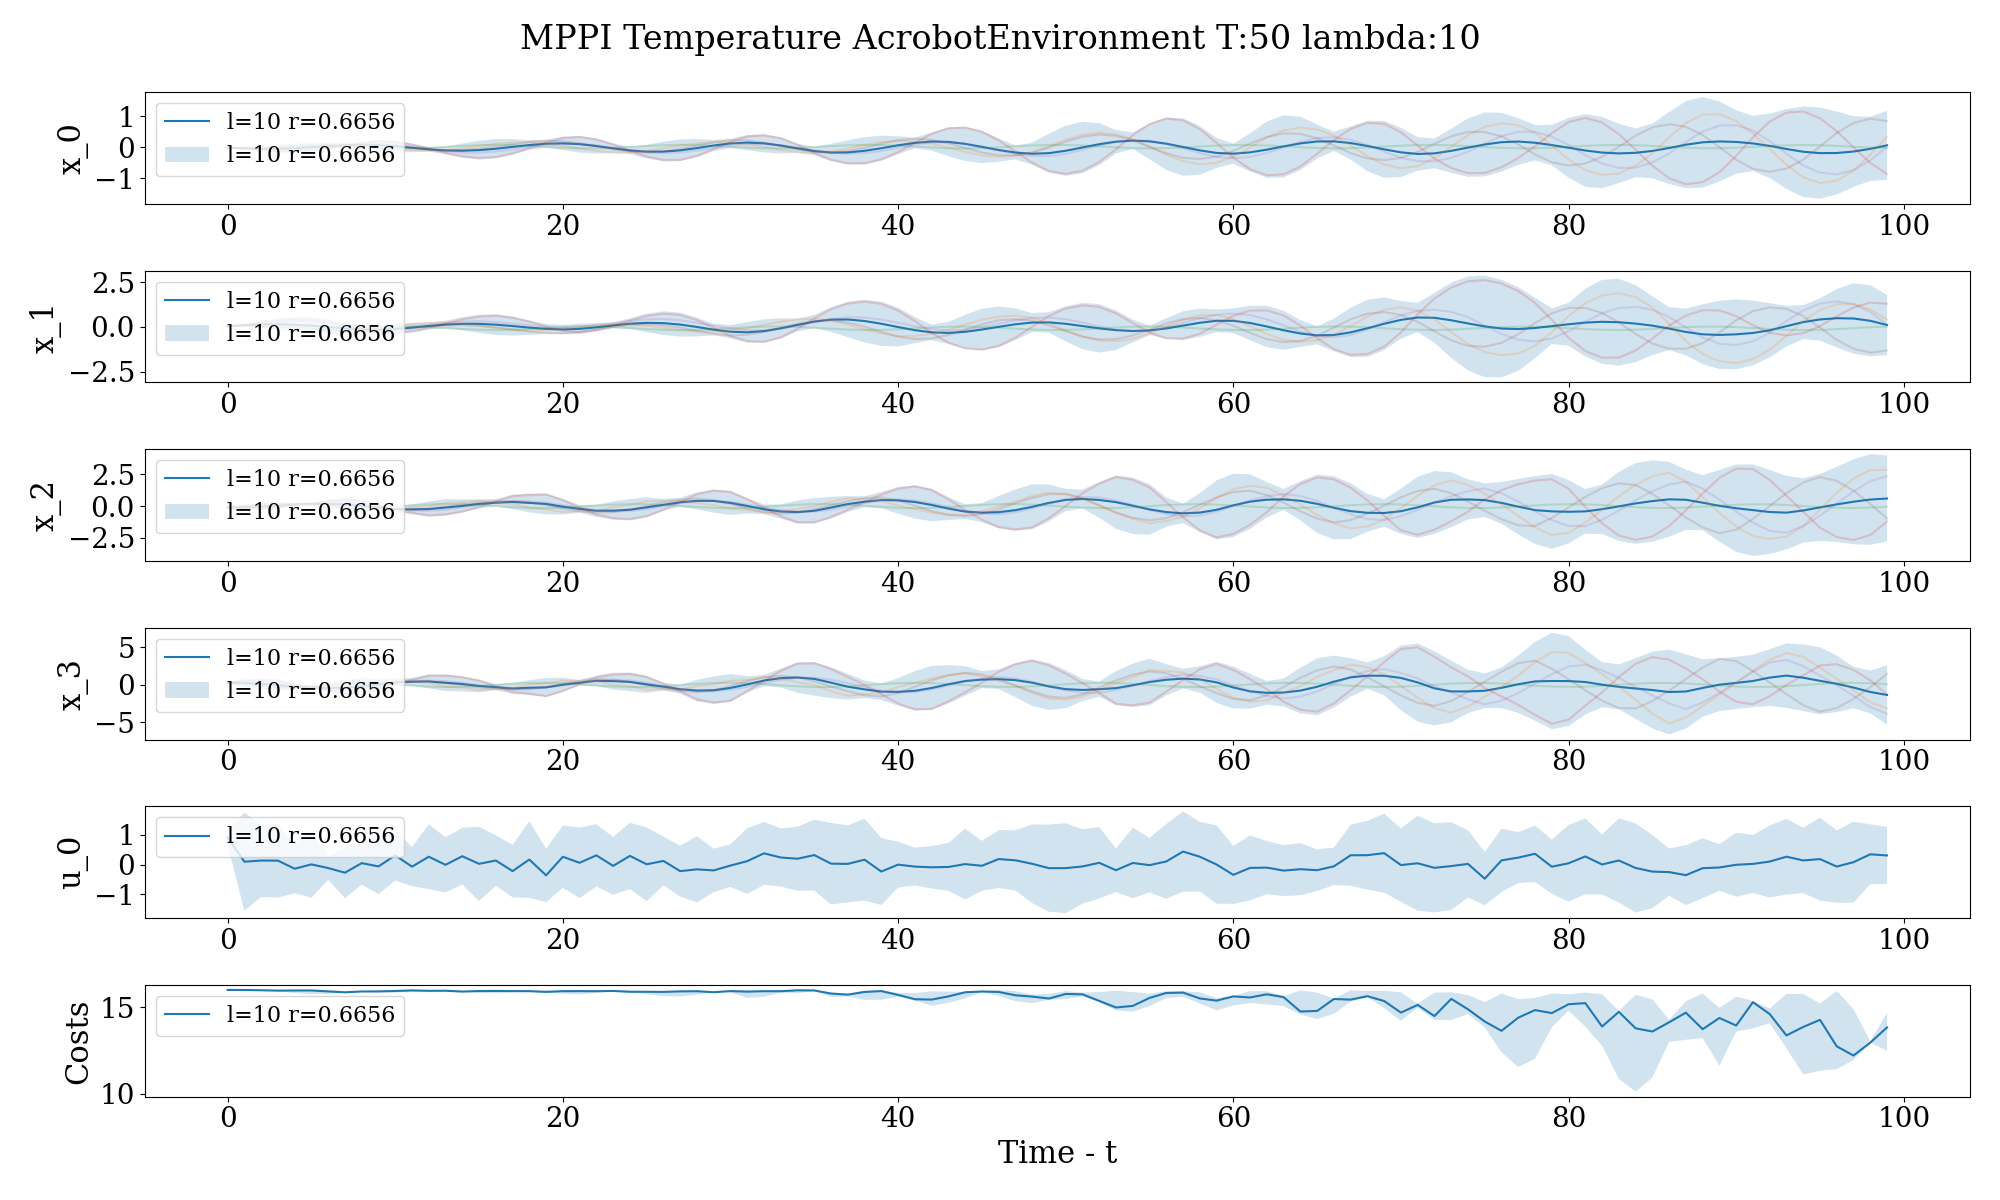 MPPI Temperature AcrobotEnvironment T:50 lambda:10
x_0
1
0
−1
l=10 r=0.6656
l=10 r=0.6656
0 20 40 60 80 100
x_1
2.5
0.0
−2.5
l=10 r=0.6656
l=10 r=0.6656
0 20 40 60 80 100
x_2
2.5
0.0
−2.5
l=10 r=0.6656
l=10 r=0.6656
0 20 40 60 80 100
x_3
5
0
−5
l=10 r=0.6656
l=10 r=0.6656
0 20 40 60 80 100
u_0
1
0
−1
l=10 r=0.6656
0 20 40 60 80 100
Costs
15
10
l=10 r=0.6656
0 20 40 60 80 100
Time - t